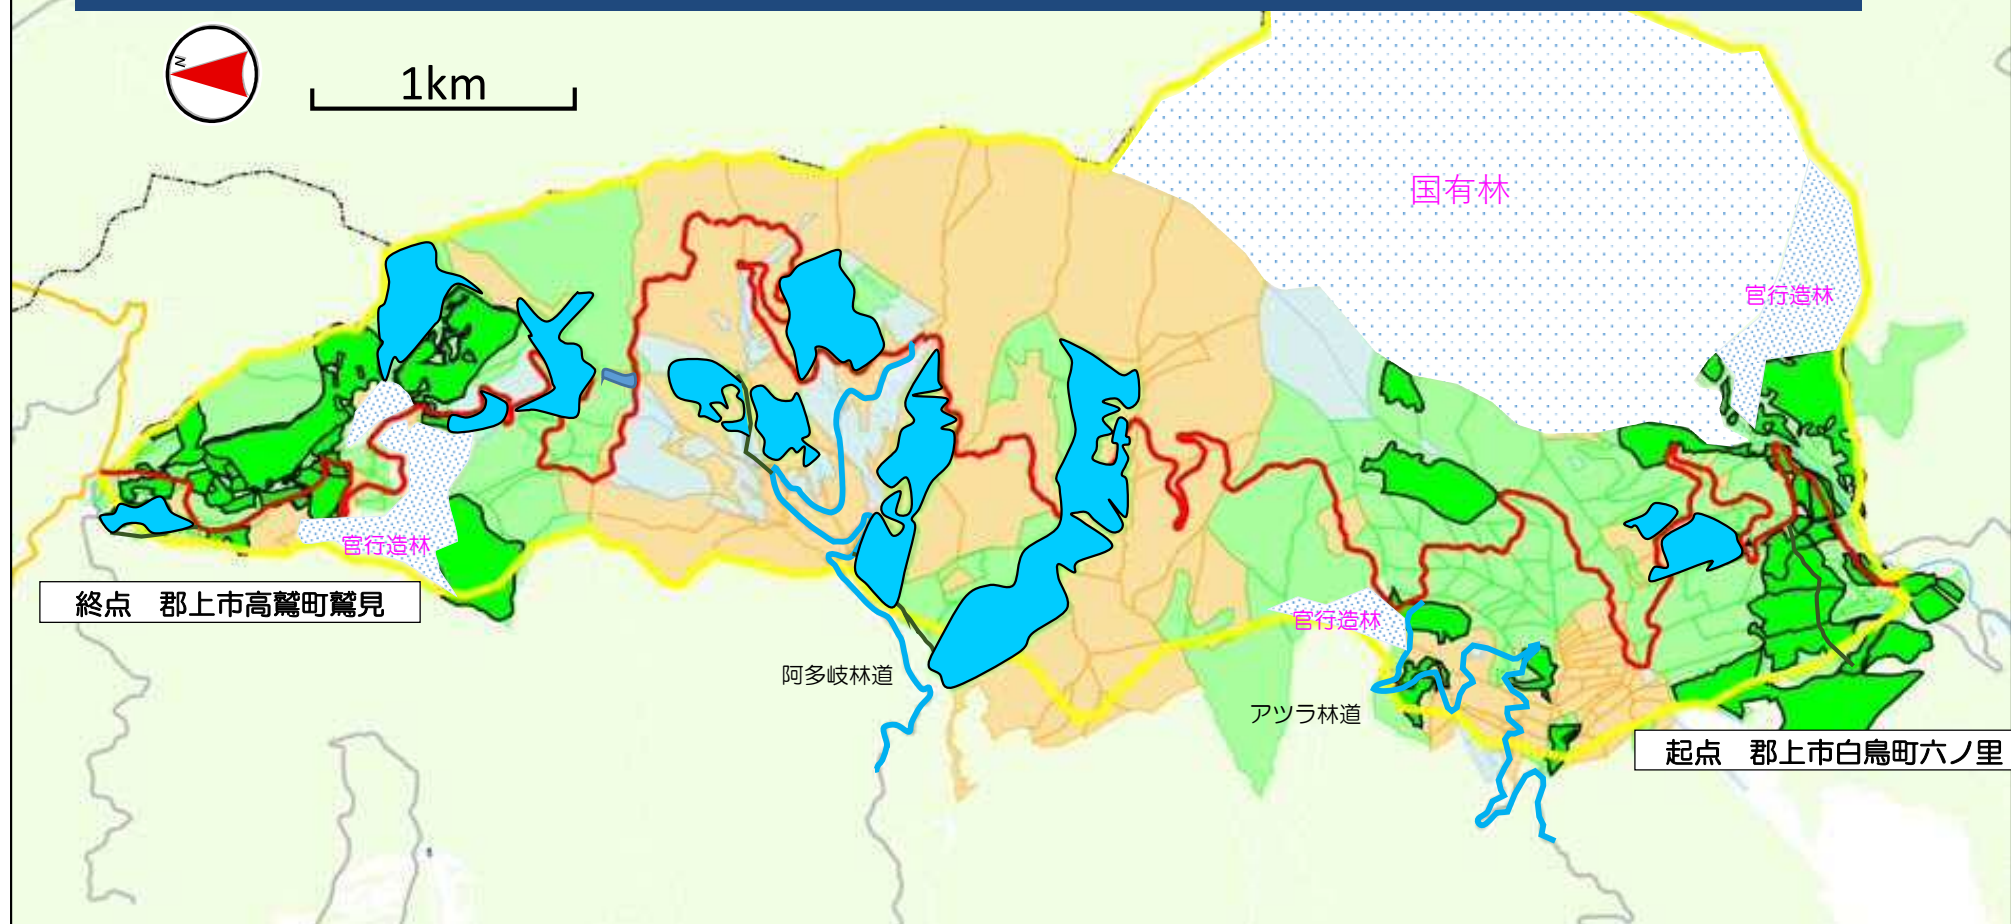 N
1km
国有林
官行造林
官行造林
終点　郡上市高鷲町鷲見
官行造林
阿多岐林道
アツラ林道
起点　郡上市白鳥町六ノ里